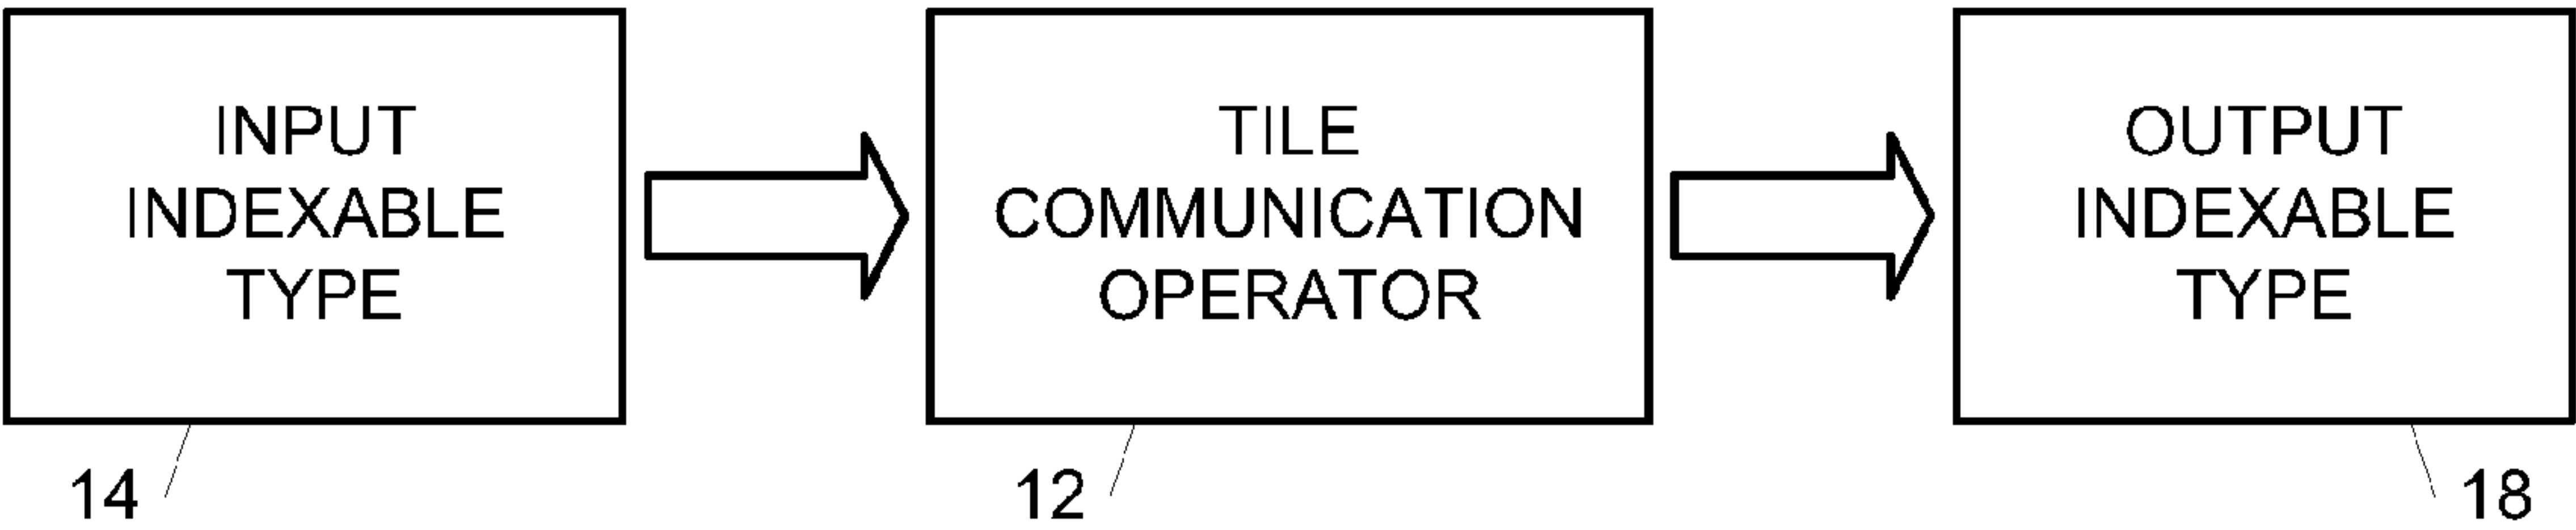 INPUT
INDEXABLE
TYPE
TILE
COMMUNICATION
OPERATOR
OUTPUT
INDEXABLE
TYPE
14
12
18